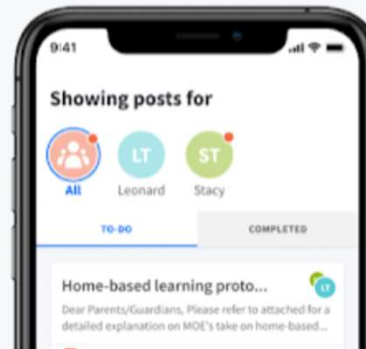 9:41
Showing posts for
LT ST
All Leonard Stacy
TO-DO COMPLETED
Home-based learning proto...
LT
Dear Parents/Guardians, Please refer to attached for a
detailed explanation on MOE's take on home-based...